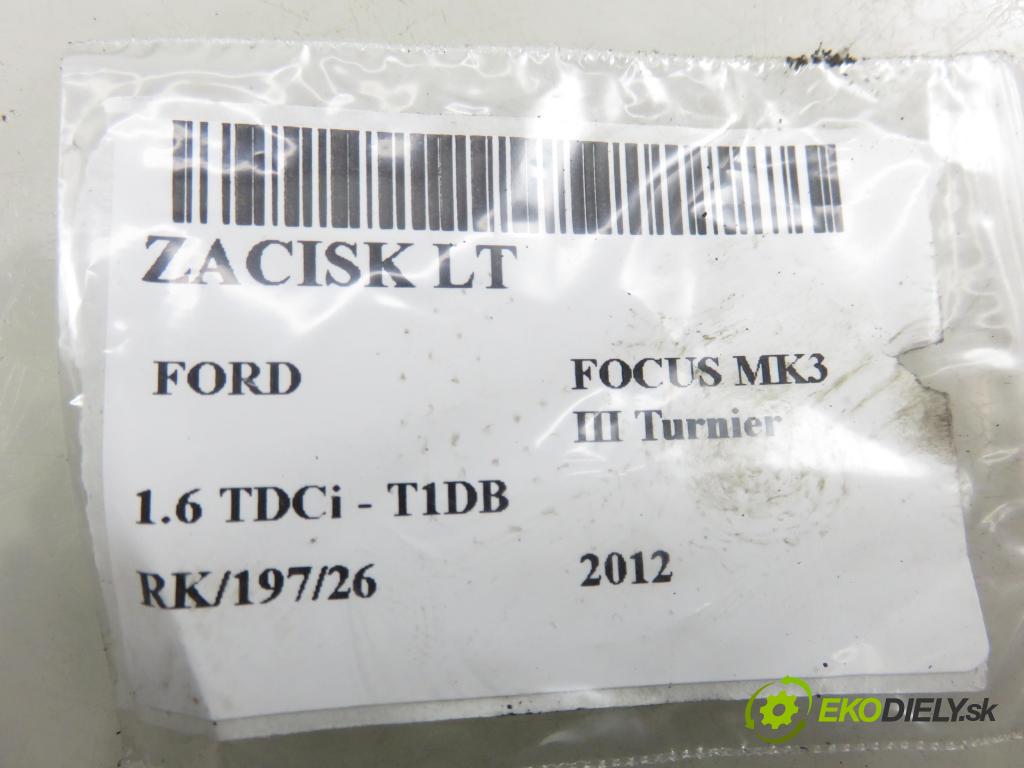 ZACISK LT
FORD
FOCUS MK3
III Turnier
1.6 TDCi - T1DB
RK/197/26
2012
EKODIELY.sk